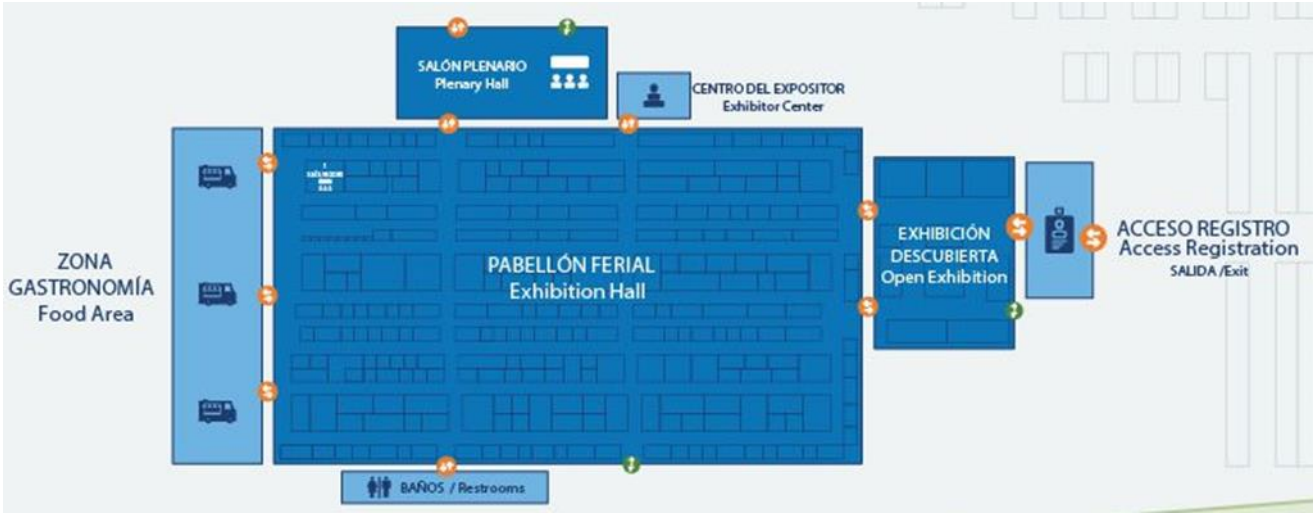 SALÓN PLENARIO
Plenary Hall
CENTRO DEL EXPOSITOR
Exhibitor Center
ZONA
GASTRONOMÍA
Food Area
PABELLÓN FERIAL
Exhibition Hall
EXHIBICIÓN
DESCUBIERTA
Open Exhibition
ACCESO REGISTRO
Access Registration
SALIDA /Exit
BAÑOS / Restrooms